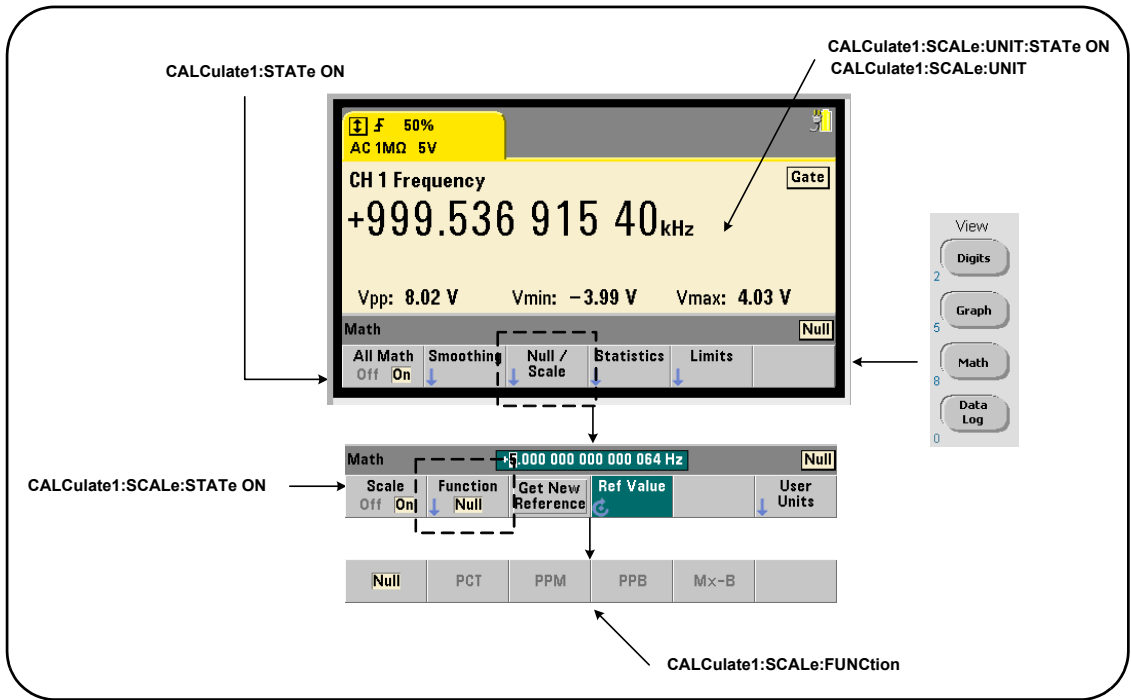 CALCulate1:STATe ON
CALCulate1:SCALe:UNIT:STATe ON
CALCulate1:SCALe:UNIT
50%
AC 1MΩ 5V
CH 1 Frequency
Gate
+999.536 915 40 kHz
Vpp: 8.02 V Vmin: −3.99 V Vmax: 4.03 V
Math Null
All Math Smoothing Null / Statistics Limits
Off On Scale
View
Digits
2
Graph
5
Math
8
Data
Log
0
Math +5.000 000 000 000 064 Hz Null
CALCulate1:SCALe:STATe ON
Scale Function Get New Ref Value User
Off On Null Reference Units
Null PCT PPM PPB Mx-B
CALCulate1:SCALe:FUNCtion